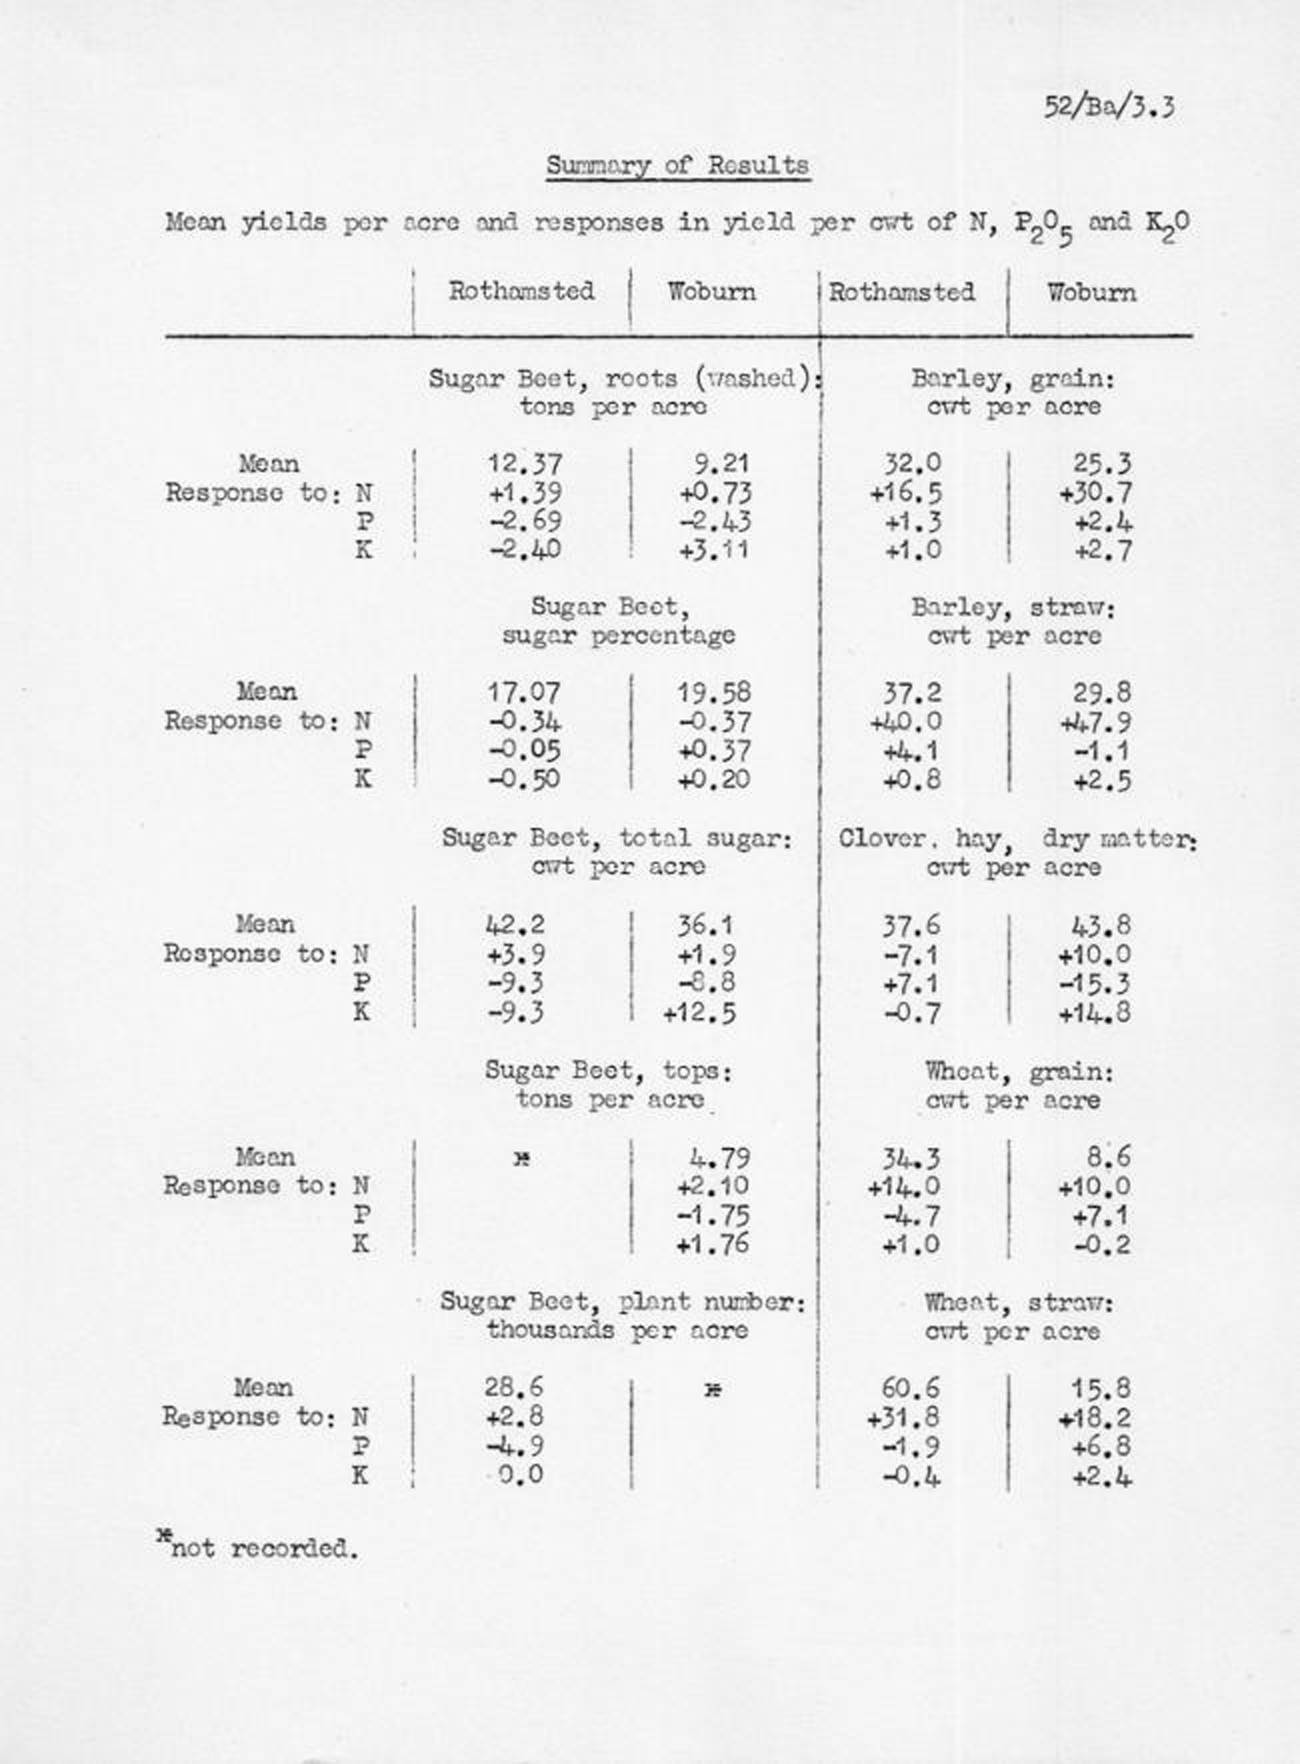 52/Ba/3.3
Summary of Results
Mean yields per acre and responses in yield per cwt of N, P2O5 and K2O
Rothamsted Woburn Rothamsted Woburn
Sugar Beet, roots (washed): Barley, grain:
tons per acre cwt per acre
Mean 12.37 9.21 32.0 25.3
Response to: N +1.39 +0.73 +16.5 +30.7
P -2.69 -2.43 +1.3 +2.4
K -2.40 +3.11 +1.0 +2.7
Sugar Beet, Barley, straw:
sugar percentage cwt per acre
Mean 17.07 19.58 37.2 29.8
Response to: N -0.34 -0.37 +40.0 +47.9
P -0.05 +0.37 +4.1 -1.1
K -0.50 +0.20 +0.8 +2.5
Sugar Beet, total sugar: Clover. hay, dry matter:
cwt per acre cwt per acre
Mean 42.2 36.1 37.6 43.8
Response to: N +3.9 +1.9 -7.1 +10.0
P -9.3 -8.8 +7.1 -15.3
K -9.3 +12.5 -0.7 +14.8
Sugar Beet, tops: Wheat, grain:
tons per acre cwt per acre
Mean * 4.79 34.3 8.6
Response to: N +2.10 +14.0 +10.0
P -1.75 -4.7 +7.1
K +1.76 +1.0 -0.2
Sugar Beet, plant number: Wheat, straw:
thousands per acre cwt per acre
Mean 28.6 * 60.6 15.8
Response to: N +2.8 +31.8 +18.2
P -4.9 -1.9 +6.8
K 0.0 -0.4 +2.4
*not recorded.